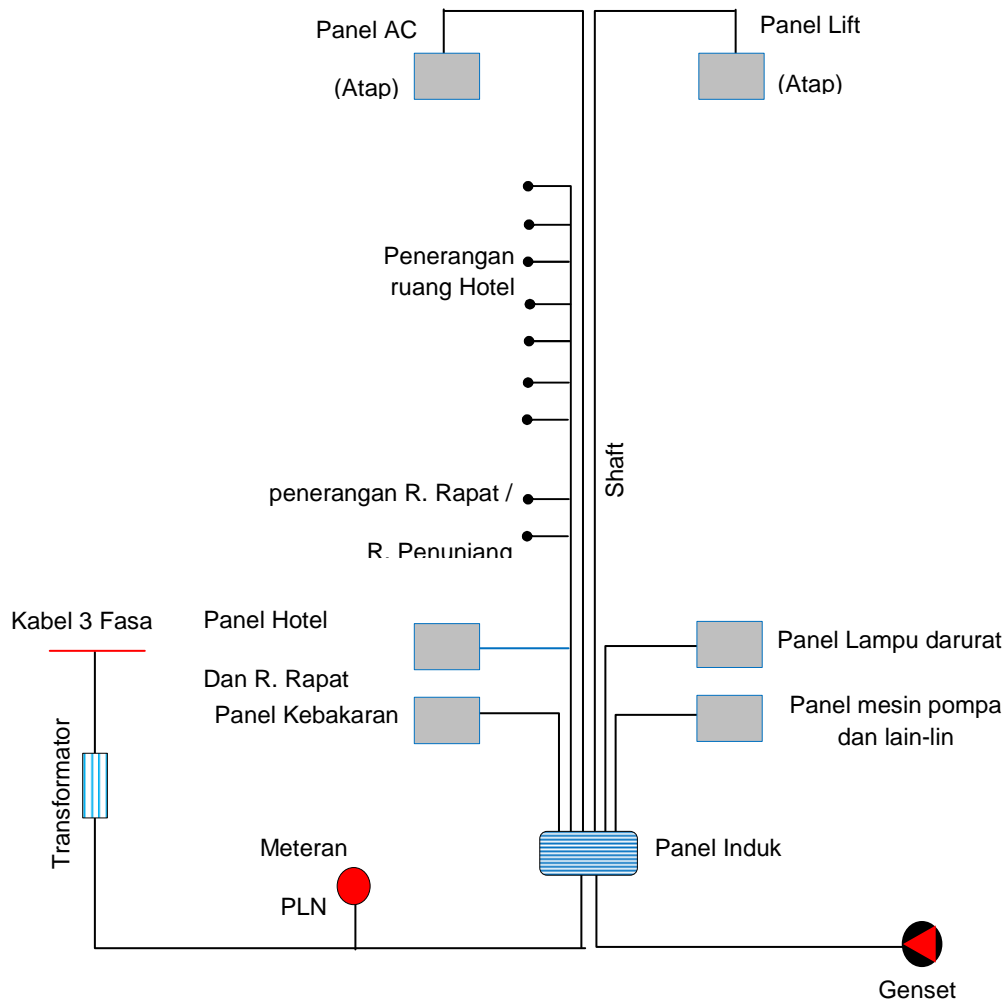 Panel AC
(Atap)
Panel Lift
(Atap)
Penerangan
ruang Hotel
Shaft
penerangan R. Rapat /
R. Penunjang
Kabel 3 Fasa
Panel Hotel
Dan R. Rapat
Panel Lampu darurat
Panel Kebakaran
Panel mesin pompa
dan lain-lin
Transformator
Meteran
PLN
Panel Induk
Genset